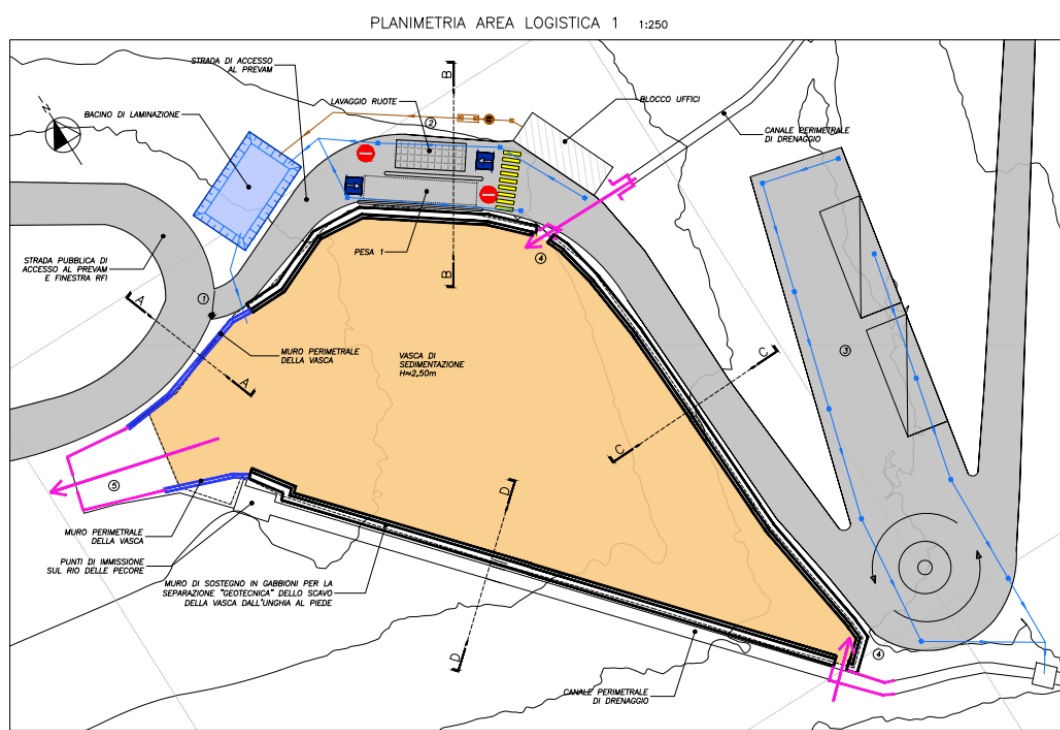 PLANIMETRIA AREA LOGISTICA 1 1:250
STRADA DI ACCESSO
AL PREVAM
B
LAVAGGIO RUOTE
BLOCCO UFFICI
N
BACINO DI LAMINAZIONE
2
CANALE PERIMETRALE
DI DRENAGGIO
STRADA PUBBLICA DI
ACCESSO AL PREVAM
E FINESTRA RFI
PESA 1
4
B
1
A
MURO PERIMETRALE
DELLA VASCA
VASCA DI
SEDIMENTAZIONE
H≈2,50m
C
3
A
C
5
D
MURO PERIMETRALE
DELLA VASCA
PUNTI DI IMMISSIONE
SUL RIO DELLE PECORE
MURO DI SOSTEGNO IN GABBIONI PER LA
SEPARAZIONE "GEOTECNICA" DELLO SCAVO
DELLA VASCA DALL'UNGHIA AL PIEDE
D
4
CANALE PERIMETRALE
DI DRENAGGIO